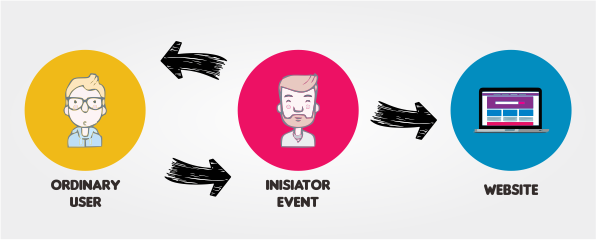 ORDINARY
USER
INISIATOR
EVENT
WEBSITE